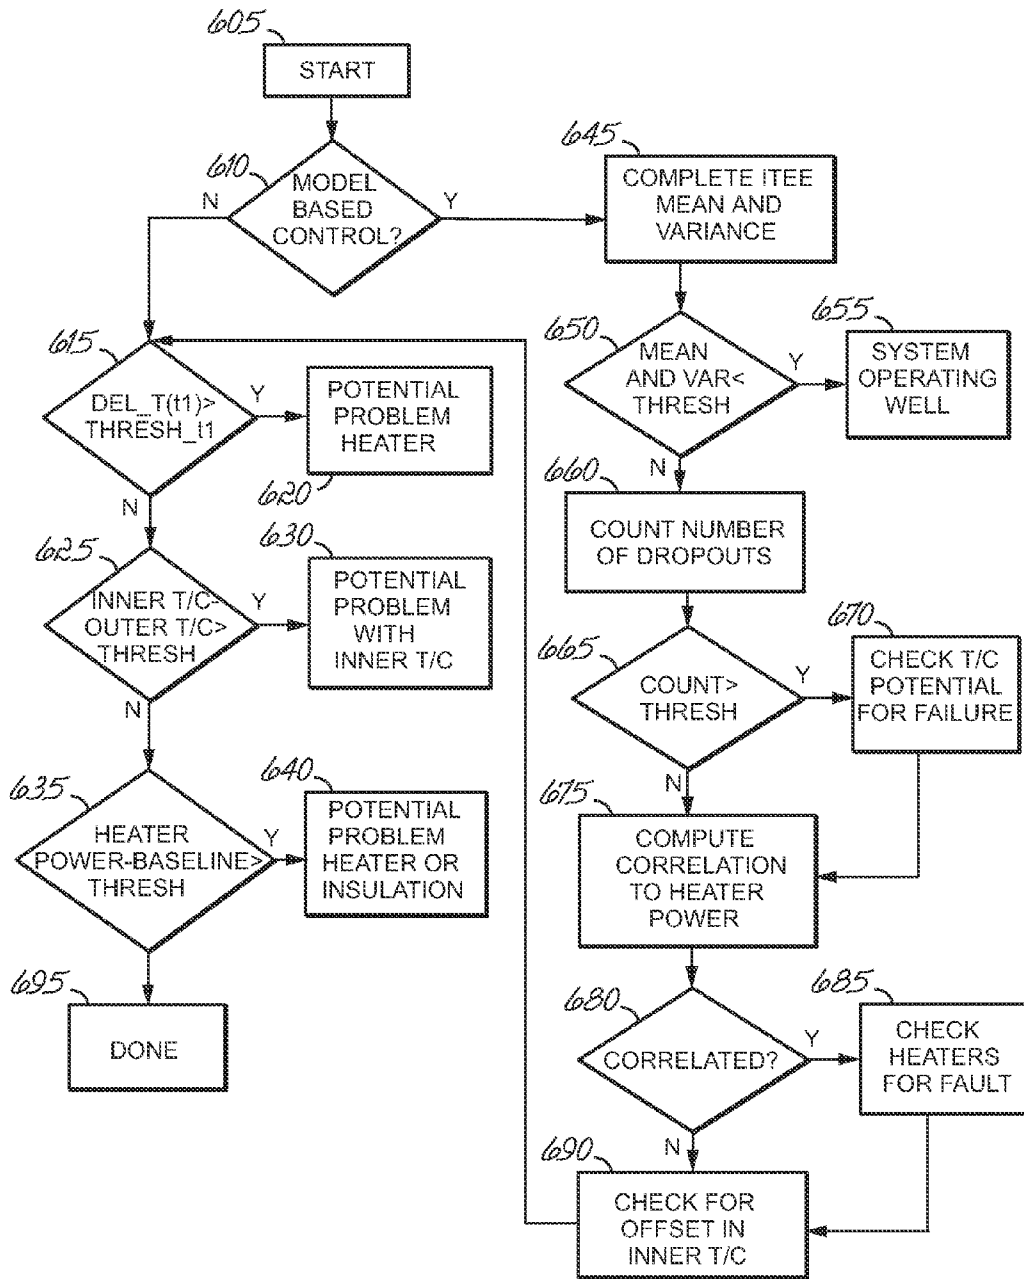 605
START
610
MODEL
BASED
CONTROL?
N
Y
645
COMPLETE ITEE
MEAN AND
VARIANCE
615
DEL_T(t1)>
THRESH_t1
Y
N
POTENTIAL
PROBLEM
HEATER
620
625
INNER T/C-
OUTER T/C>
THRESH
Y
N
630
POTENTIAL
PROBLEM
WITH
INNER T/C
635
HEATER
POWER-BASELINE>
THRESH
Y
640
POTENTIAL
PROBLEM
HEATER OR
INSULATION
695
DONE
650
MEAN
AND VAR<
THRESH
Y
N
655
SYSTEM
OPERATING
WELL
660
COUNT NUMBER
OF DROPOUTS
665
COUNT>
THRESH
Y
N
670
CHECK T/C
POTENTIAL
FOR FAILURE
675
COMPUTE
CORRELATION
TO HEATER
POWER
680
CORRELATED?
Y
N
685
CHECK
HEATERS
FOR FAULT
690
CHECK FOR
OFFSET IN
INNER T/C